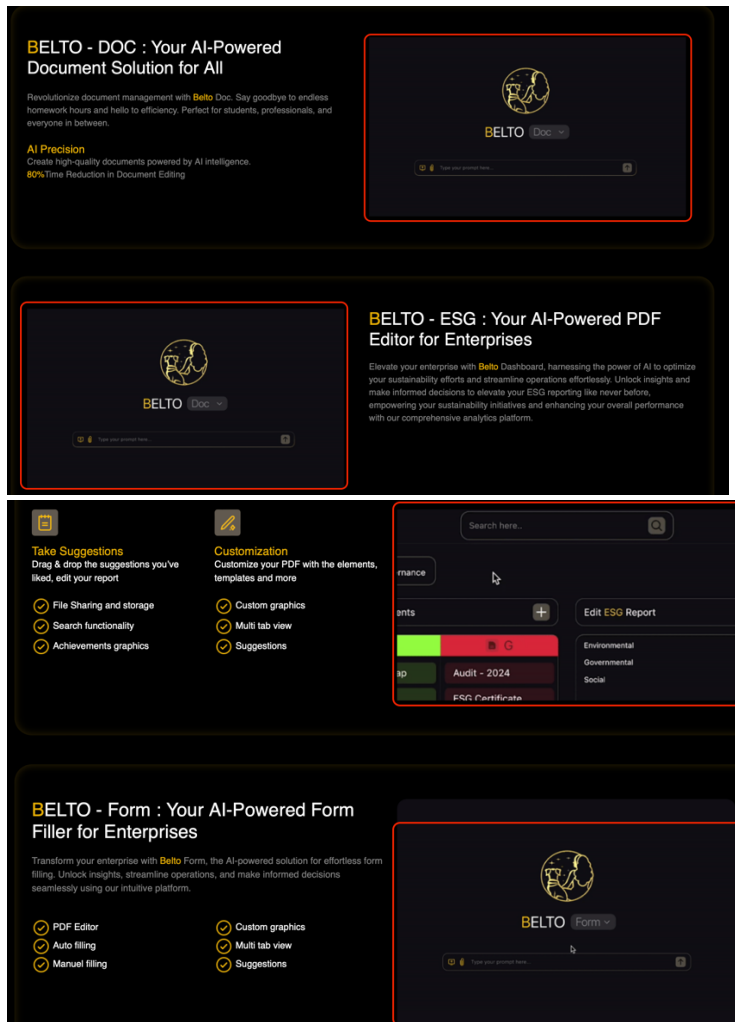 BELTO - DOC : Your AI-Powered
Document Solution for All
Revolutionize document management with Belto Doc. Say goodbye to endless
homework hours and hello to efficiency. Perfect for students, professionals, and
everyone in between.
AI Precision
Create high-quality documents powered by AI intelligence.
80%Time Reduction in Document Editing
BELTO Doc
Type your prompt here...
BELTO Doc
Type your prompt here...
BELTO - ESG : Your AI-Powered PDF
Editor for Enterprises
Elevate your enterprise with Belto Dashboard, harnessing the power of AI to optimize
your sustainability efforts and streamline operations effortlessly. Unlock insights and
make informed decisions to elevate your ESG reporting like never before,
empowering your sustainability initiatives and enhancing your overall performance
with our comprehensive analytics platform.
Take Suggestions
Drag & drop the suggestions you've
liked, edit your report
File Sharing and storage
Search functionality
Achievements graphics
Customization
Customize your PDF with the elements,
templates and more
Custom graphics
Multi tab view
Suggestions
Search here..
rnance
ents
Edit ESG Report
G
Environmental
Governmental
Social
ap
Audit - 2024
ESG Certificate
BELTO - Form : Your AI-Powered Form
Filler for Enterprises
Transform your enterprise with Belto Form, the AI-powered solution for effortless form
filling. Unlock insights, streamline operations, and make informed decisions
seamlessly using our intuitive platform.
PDF Editor
Auto filling
Manuel filling
Custom graphics
Multi tab view
Suggestions
BELTO Form
Type your prompt here...